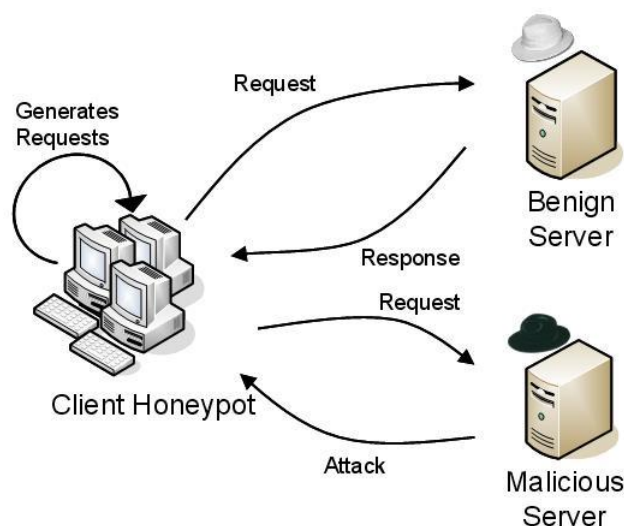 Generates
Requests
Request
Benign
Server
Response
Request
Client Honeypot
Attack
Malicious
Server